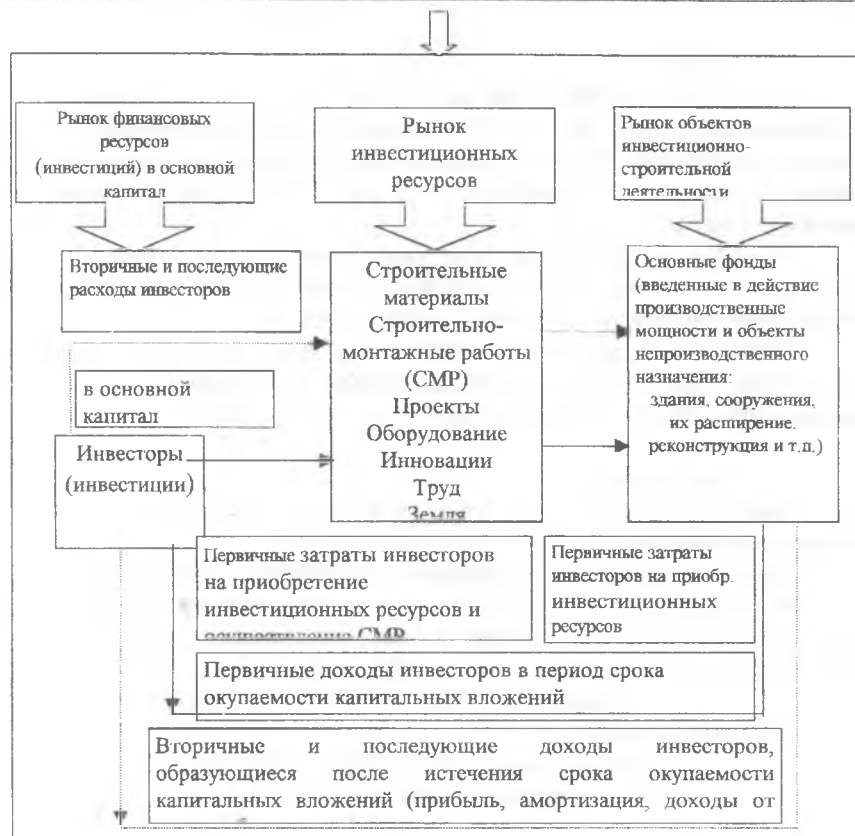 Рынок финансовых
ресурсов
(инвестиций) в основной
капитал
Рынок
инвестиционных
ресурсов
Рынок объектов
инвестиционно-
строительной
деятельности
Вторичные и последующие
расходы инвесторов
Строительные
материалы
Строительно-
монтажные работы
(СМР)
Проекты
Оборудование
Инновации
Труд
Земля
Основные фонды
(введенные в действие
производственные
мощности и объекты
непроизводственного
назначения:
здания, сооружения,
их расширение,
реконструкция и т.п.)
в основной
капитал
Инвесторы
(инвестиции)
Первичные затраты инвесторов
на приобретение
инвестиционных ресурсов и
осуществление СМР
Первичные затраты
инвесторов на приобр.
инвестиционных
ресурсов
Первичные доходы инвесторов в период срока
окупаемости капитальных вложений
Вторичные и последующие доходы инвесторов,
образующиеся после истечения срока окупаемости
капитальных вложений (прибыль, амортизация, доходы от